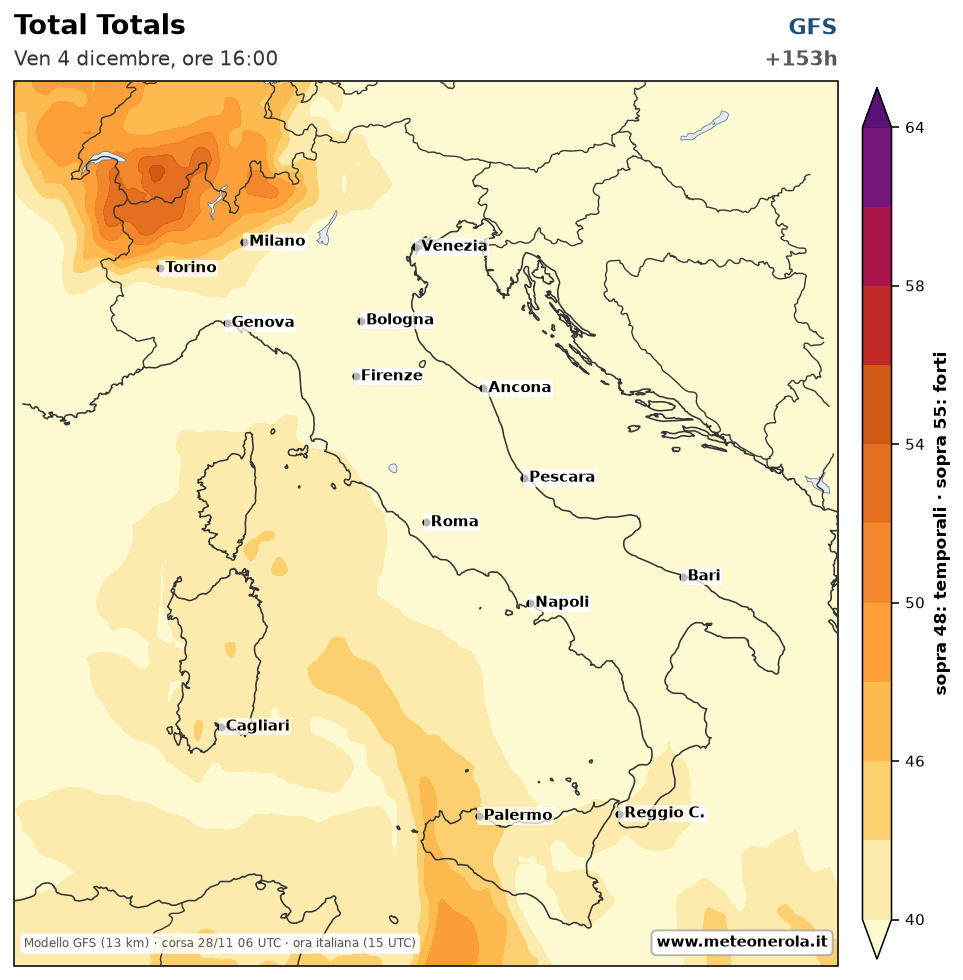 Total Totals
GFS
Ven 4 dicembre, ore 16:00
+153h
Milano
Venezia
Torino
Genova
Bologna
Firenze
Ancona
Pescara
Roma
Bari
Napoli
Cagliari
Palermo
Reggio C.
64
58
54
50
46
40
sopra 48: temporali · sopra 55: forti
Modello GFS (13 km) · corsa 28/11 06 UTC · ora italiana (15 UTC)
www.meteonerola.it